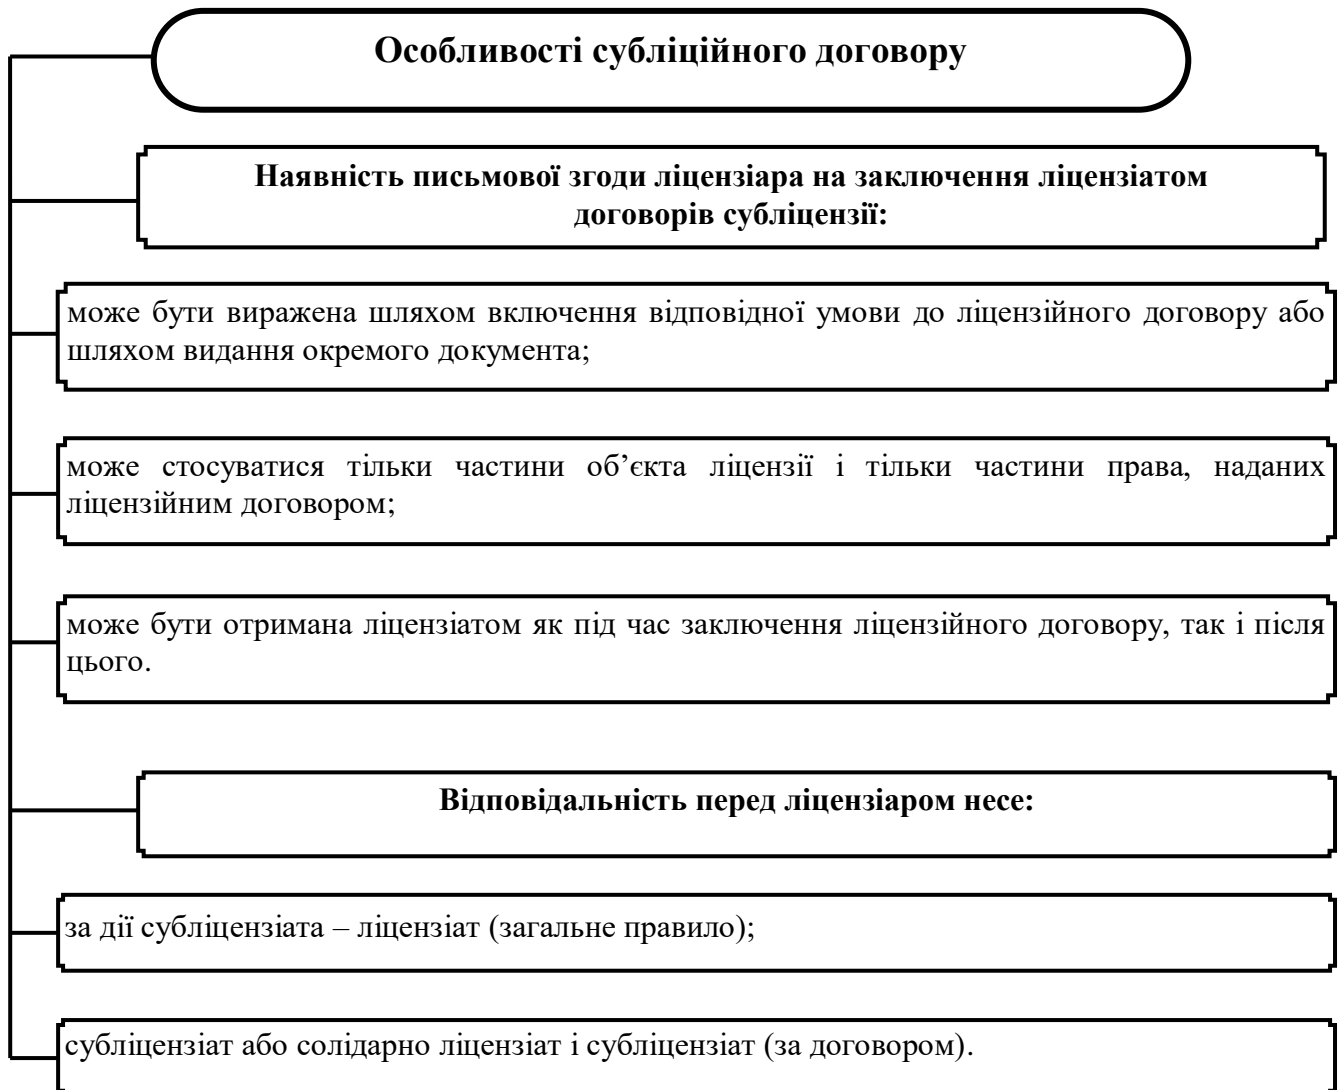 Особливості субліційного договору
Наявність письмової згоди ліцензіара на заключення ліцензіатом
договорів субліцензії:
може бути виражена шляхом включення відповідної умови до ліцензійного договору або
шляхом видання окремого документа;
може стосуватися тільки частини об’єкта ліцензії і тільки частини права, наданих
ліцензійним договором;
може бути отримана ліцензіатом як під час заключення ліцензійного договору, так і після
цього.
Відповідальність перед ліцензіаром несе:
за дії субліцензіата – ліцензіат (загальне правило);
субліцензіат або солідарно ліцензіат і субліцензіат (за договором).